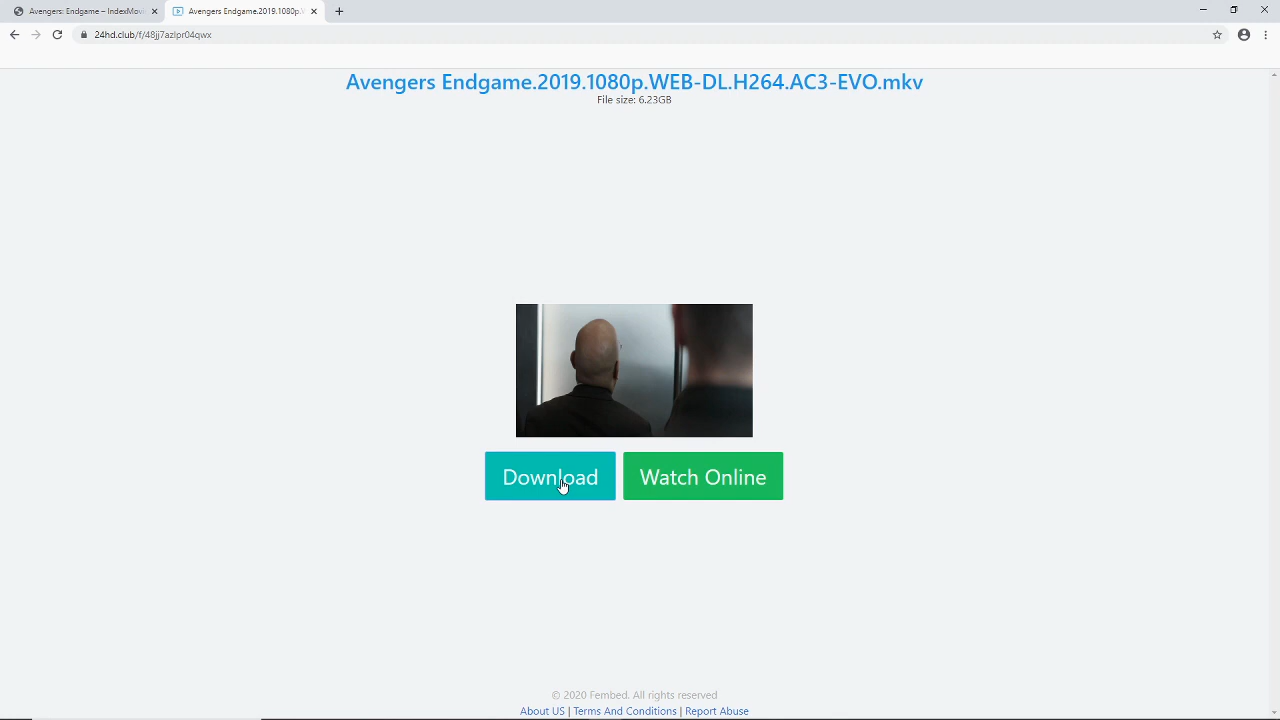 Avengers: Endgame – IndexMovi
Avengers Endgame.2019.1080p.
24hd.club/f/48jj7azlpr04qwx
Avengers Endgame.2019.1080p.WEB-DL.H264.AC3-EVO.mkv
File size: 6.23GB
Download
Watch Online
© 2020 Fembed. All rights reserved
About US | Terms And Conditions | Report Abuse